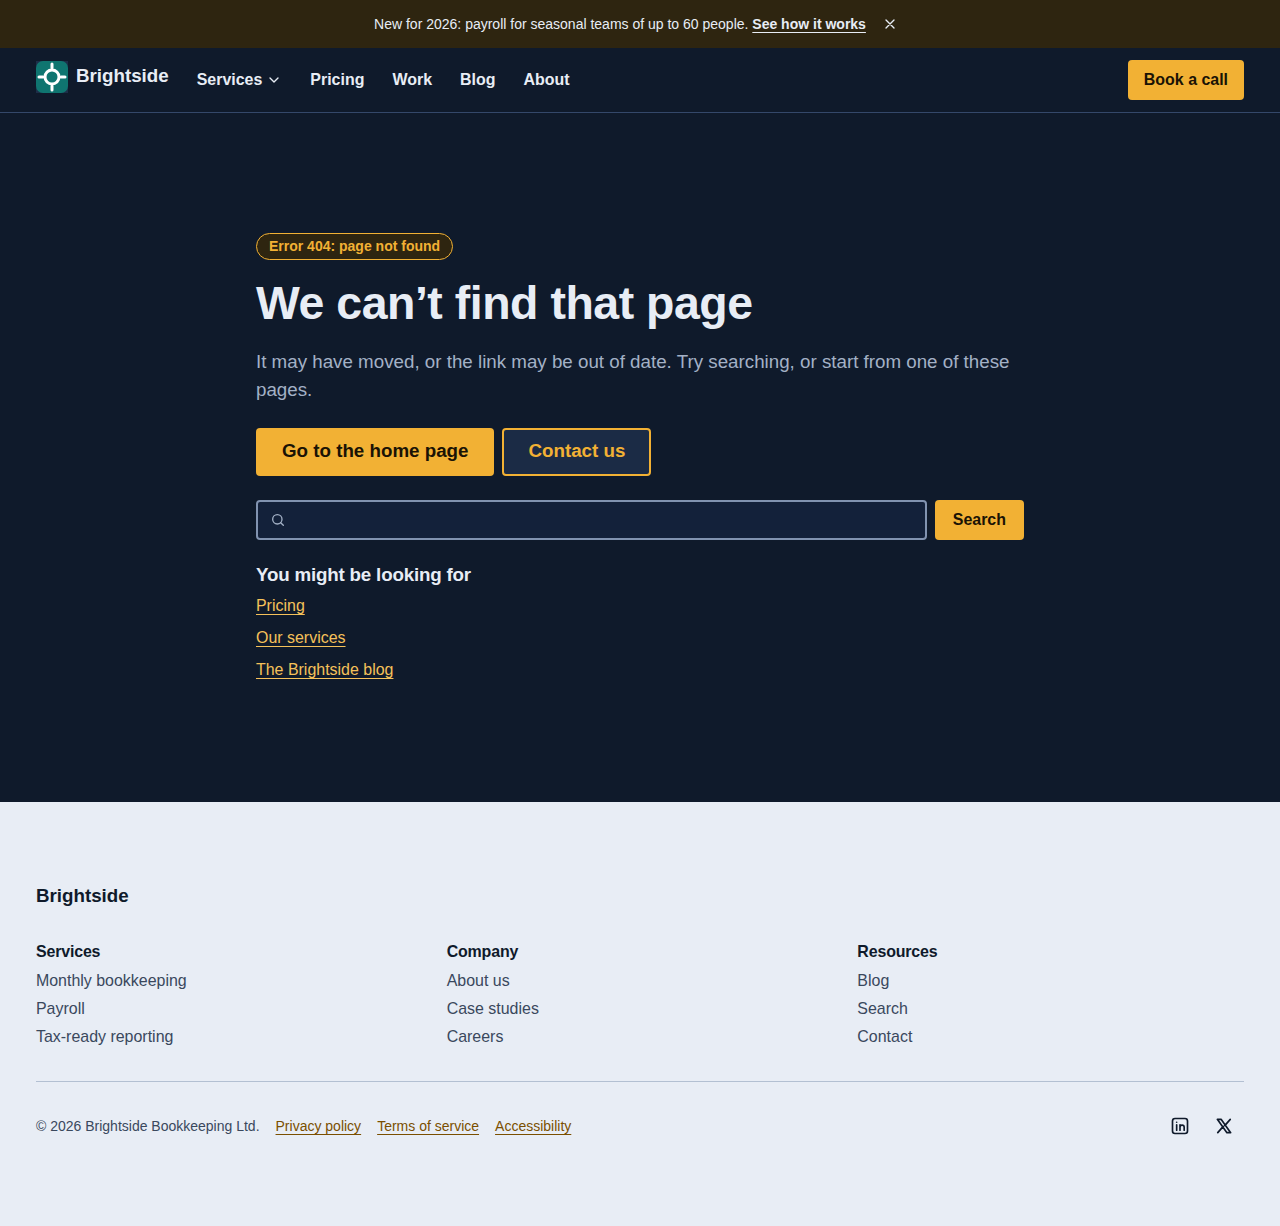 New for 2026: payroll for seasonal teams of up to 60 people. See how it works
Brightside
Services
Pricing
Work
Blog
About
Book a call
Error 404: page not found
We can’t find that page
It may have moved, or the link may be out of date. Try searching, or start from one of these
pages.
Go to the home page
Contact us
Search
You might be looking for
Pricing
Our services
The Brightside blog
Brightside
Services
Monthly bookkeeping
Payroll
Tax-ready reporting
Company
About us
Case studies
Careers
Resources
Blog
Search
Contact
© 2026 Brightside Bookkeeping Ltd.
Privacy policy
Terms of service
Accessibility